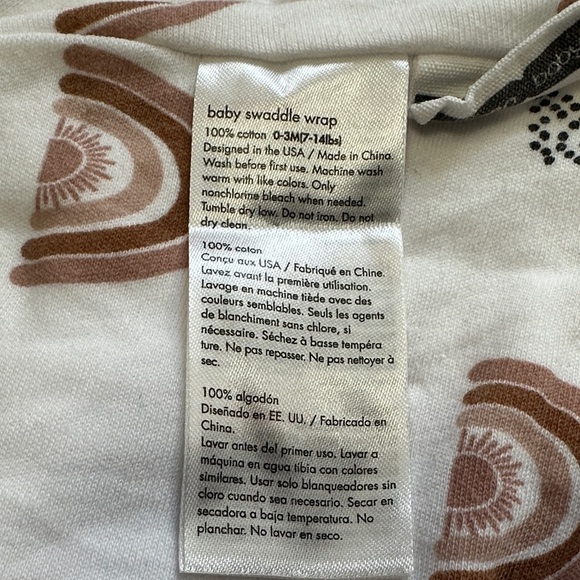 baby swaddle wrap
100% cotton 0-3M(7-14lbs)
Designed in the USA / Made in China.
Wash before first use. Machine wash
warm with like colors. Only
nonchlorine bleach when needed.
Tumble dry low. Do not iron. Do not
dry clean.
100% coton
Conçu aux USA / Fabriqué en Chine.
Lavez avant la première utilisation.
Lavage en machine tiède avec des
couleurs semblables. Seuls les agents
de blanchiment sans chlore, si
nécessaire. Séchez à basse tempéra
ture. Ne pas repasser. Ne pas nettoyer à
sec.
100% algodón
Diseñado en EE. UU. / Fabricada en
China.
Lavar antes del primer uso. Lavar a
máquina en agua tibia con colores
similares. Usar solo blanqueadores sin
cloro cuando sea necesario. Secar en
secadora a baja temperatura. No
planchar. No lavar en seco.
baby